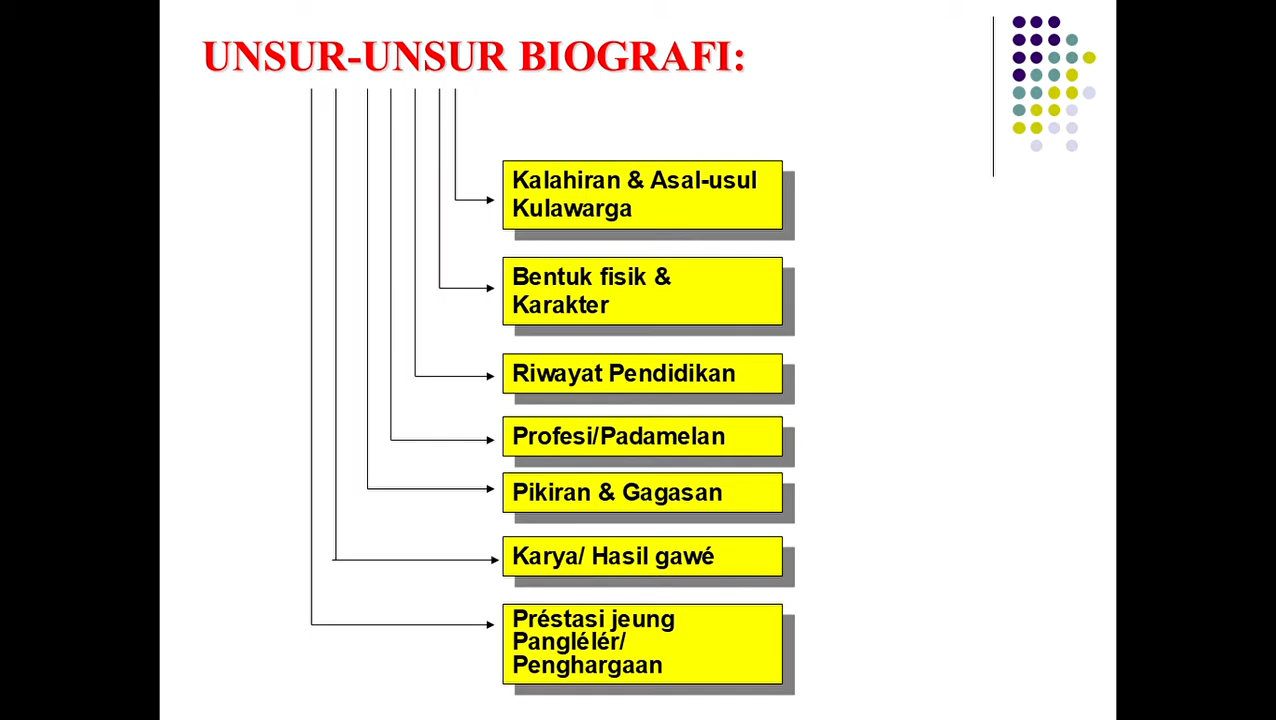 UNSUR-UNSUR BIOGRAFI:
Kalahiran & Asal-usul
Kulawarga
Bentuk fisik &
Karakter
Riwayat Pendidikan
Profesi/Padamelan
Pikiran & Gagasan
Karya/ Hasil gawé
Préstasi jeung
Panglélér/
Penghargaan